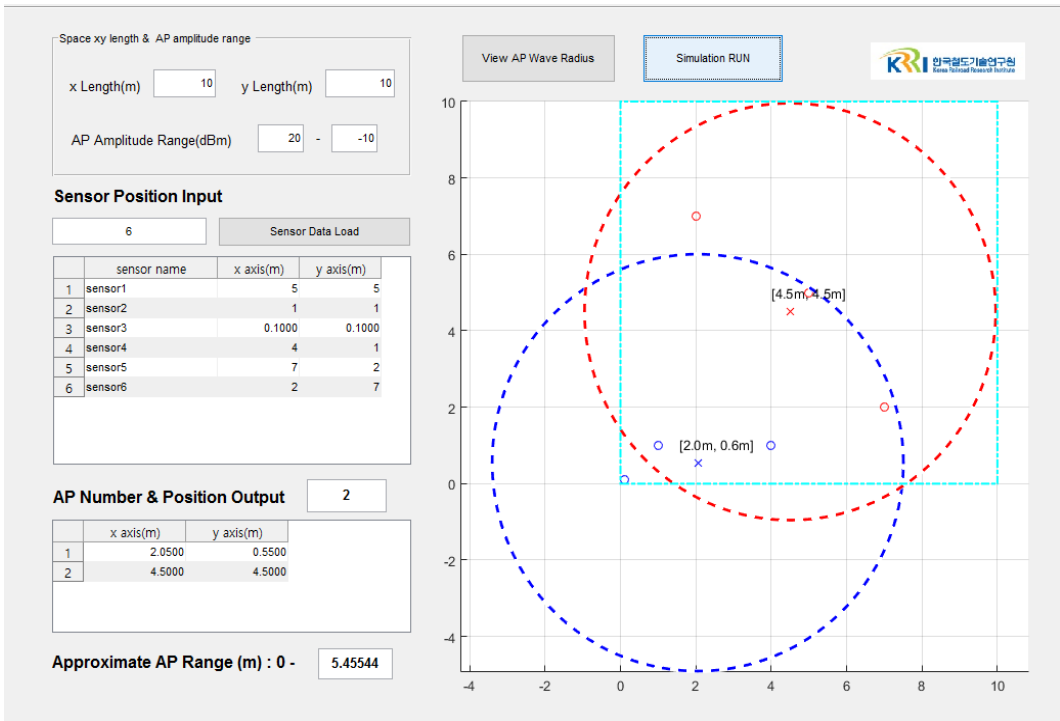 Space xy length & AP amplitude range
x Length(m) 10 y Length(m) 10
AP Amplitude Range(dBm) 20 - -10
Sensor Position Input
6 Sensor Data Load
sensor name x axis(m) y axis(m)
1 sensor1 5 5
2 sensor2 1 1
3 sensor3 0.1000 0.1000
4 sensor4 4 1
5 sensor5 7 2
6 sensor6 2 7
AP Number & Position Output 2
x axis(m) y axis(m)
1 2.0500 0.5500
2 4.5000 4.5000
Approximate AP Range (m) : 0 - 5.45544
View AP Wave Radius Simulation RUN
KRRI 한국철도기술연구원
Korea Railroad Research Institute
10
8
6
[4.5m, 4.5m]
4
2
[2.0m, 0.6m]
0
-2
-4
-4 -2 0 2 4 6 8 10